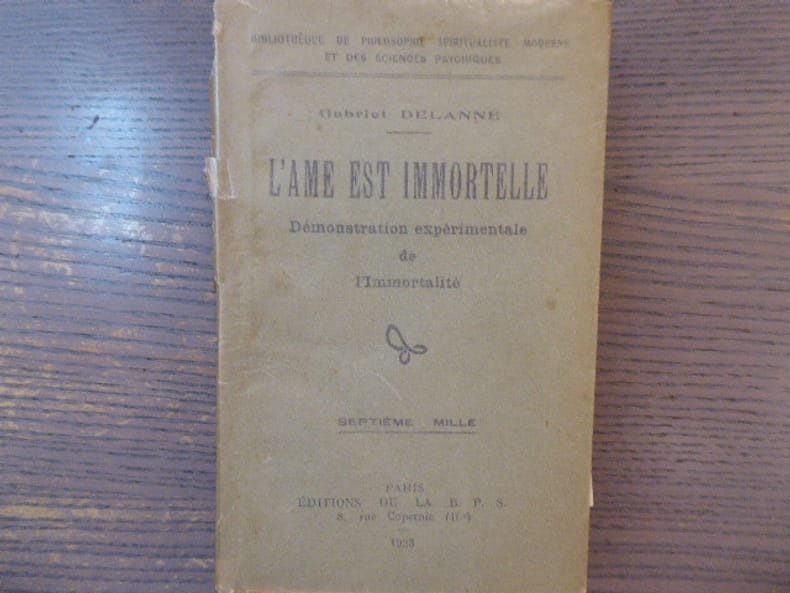 BIBLIOTHÈQUE DE PHILOSOPHIE SPIRITUALISTE MODERNE
ET DES SCIENCES PSYCHIQUES
Gabriel DELANNE
L'AME EST IMMORTELLE
Démonstration expérimentale
de
l'Immortalité
SEPTIÈME MILLE
PARIS
ÉDITIONS DE LA B. P. S.
8, rue Copernic
1923